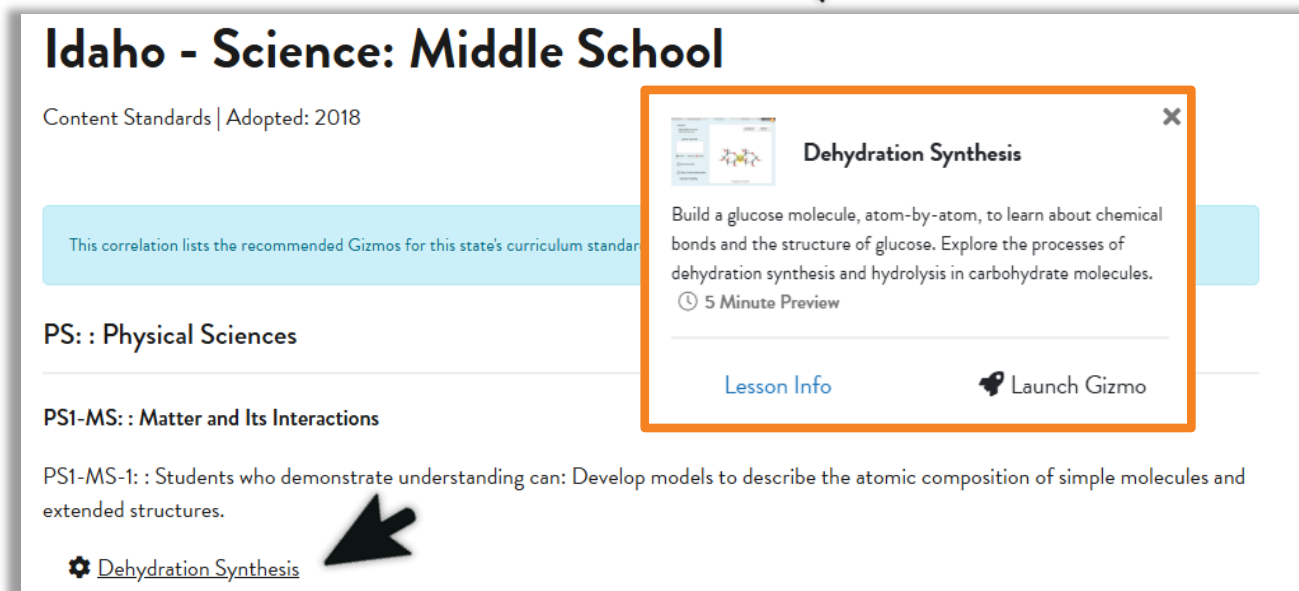 Idaho - Science: Middle School
Content Standards | Adopted: 2018
This correlation lists the recommended Gizmos for this state's curriculum
PS: : Physical Sciences
PS1-MS: : Matter and Its Interactions
PS1-MS-1: : Students who demonstrate understanding can: Develop models to describe the atomic composition of simple molecules and
extended structures.
Dehydration Synthesis
Dehydration Synthesis
Build a glucose molecule, atom-by-atom, to learn about chemical
bonds and the structure of glucose. Explore the processes of
dehydration synthesis and hydrolysis in carbohydrate molecules.
5 Minute Preview
Lesson Info
Launch Gizmo